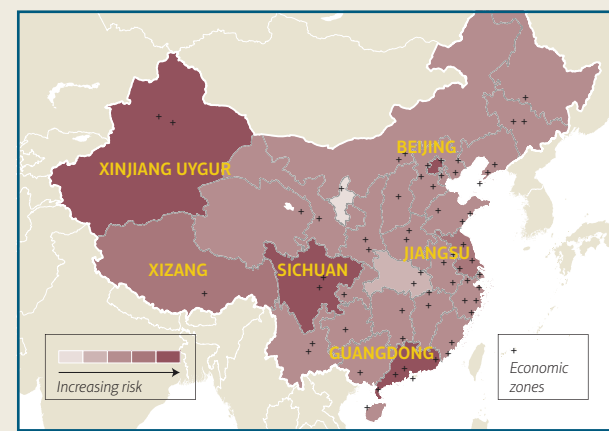 BEIJING
XINJIANG UYGUR
JIANGSU
XIZANG
SICHUAN
GUANGDONG
Increasing risk
Economic
zones